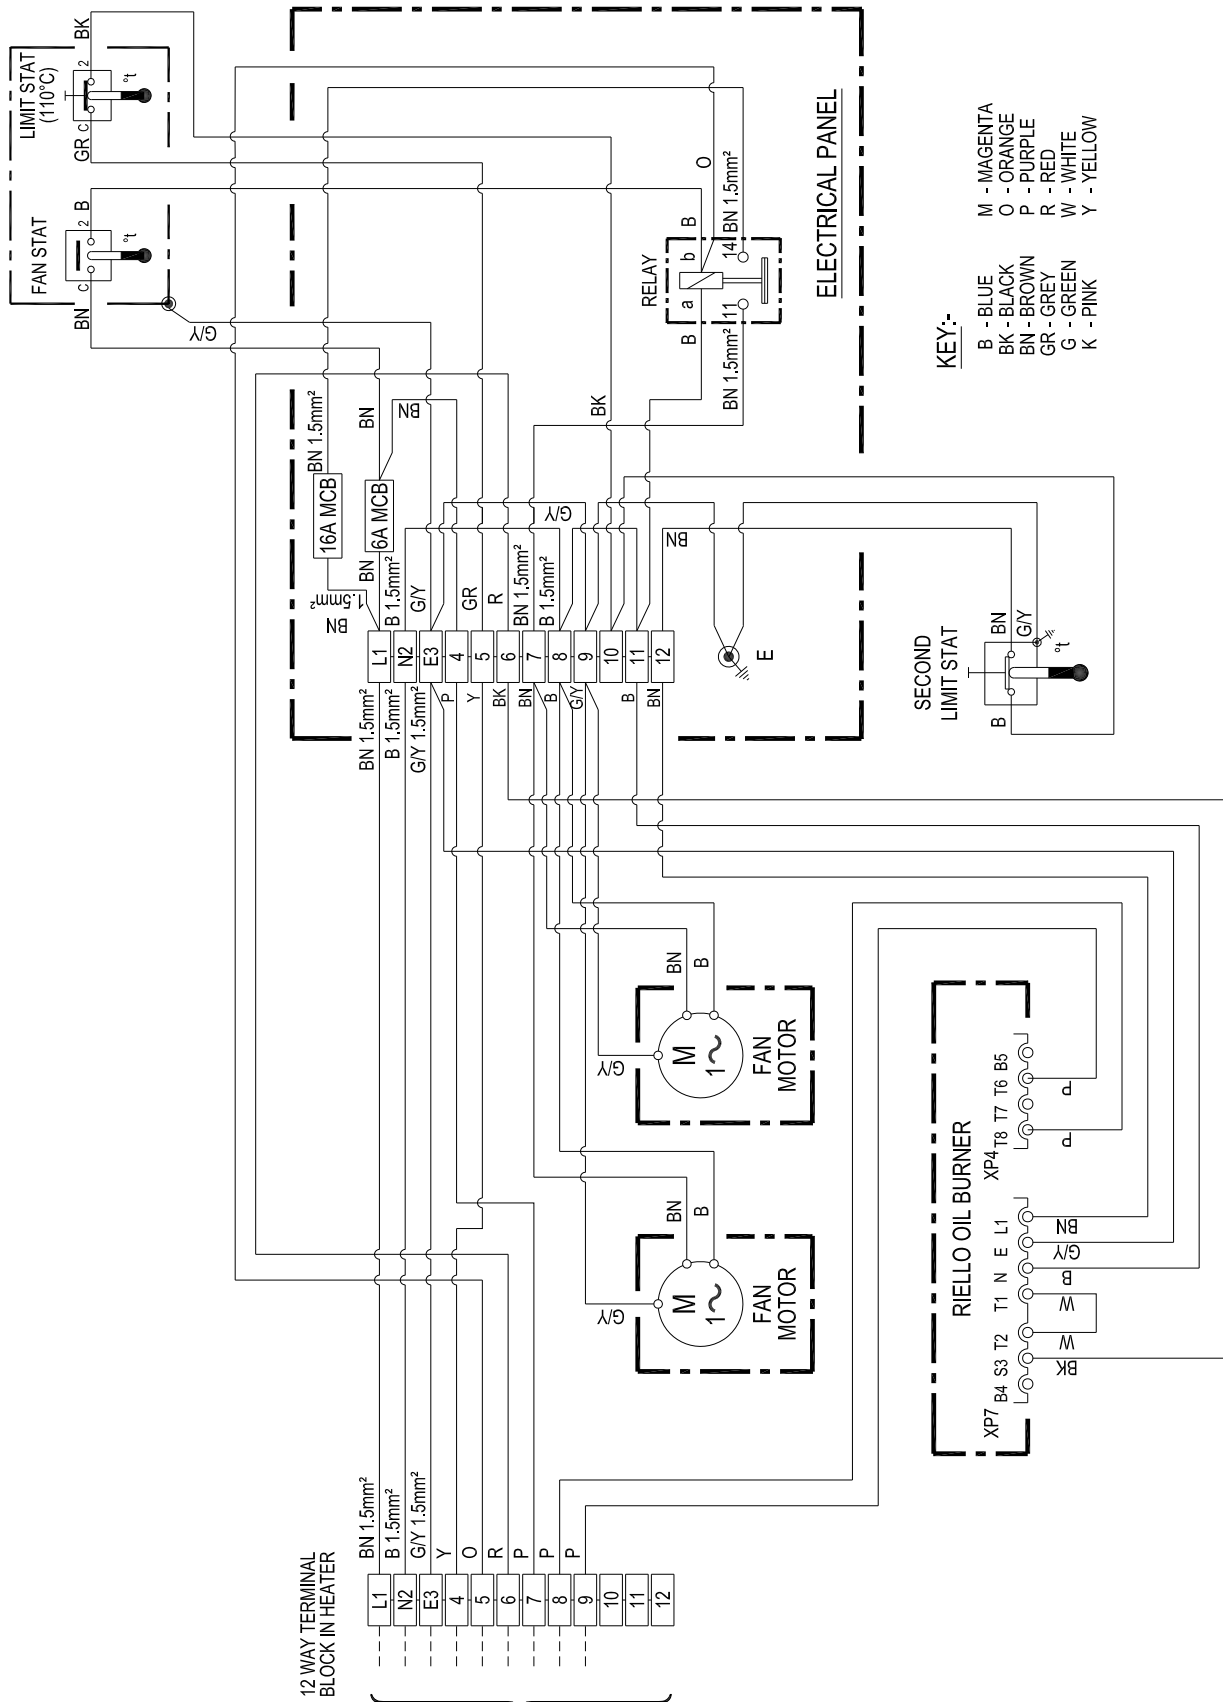 12 WAY TERMINAL
BLOCK IN HEATER
L1
N2
E3
4
5
6
7
8
9
10
11
12
BN 1.5mm²
B 1.5mm²
G/Y 1.5mm²
Y
O
R
P
P
P
FAN
MOTOR
M
1~
BN
B
G/Y
FAN
MOTOR
M
1~
BN
B
G/Y
RIELLO OIL BURNER
XP7
B4 S3 T2 T1 N E L1
BK
W
W
B
G/Y
BN
XP4
T8 T7 T6 B5
P
P
BN 1.5mm²
B 1.5mm²
G/Y 1.5mm²
P
Y
BK
BN
B
G/Y
B
BN
L1
N2
E3
4
5
6
7
8
9
10
11
12
BN
1.5mm²
BN
B 1.5mm²
G/Y
GR
R
BN 1.5mm²
B 1.5mm²
G/Y
BK
BN
16A MCB
BN 1.5mm²
6A MCB
BN
BN
E
SECOND
LIMIT STAT
B
BN
G/Y
°t
RELAY
B
a
b
B
O
BN 1.5mm²
11
14
BN 1.5mm²
ELECTRICAL PANEL
FAN STAT
BN
C
2
B
°t
G/Y
LIMIT STAT
(110°C)
GR
C
2
BK
°t
KEY:-
B - BLUE
BK - BLACK
BN - BROWN
GR - GREY
G - GREEN
K - PINK
M - MAGENTA
O - ORANGE
P - PURPLE
R - RED
W - WHITE
Y - YELLOW